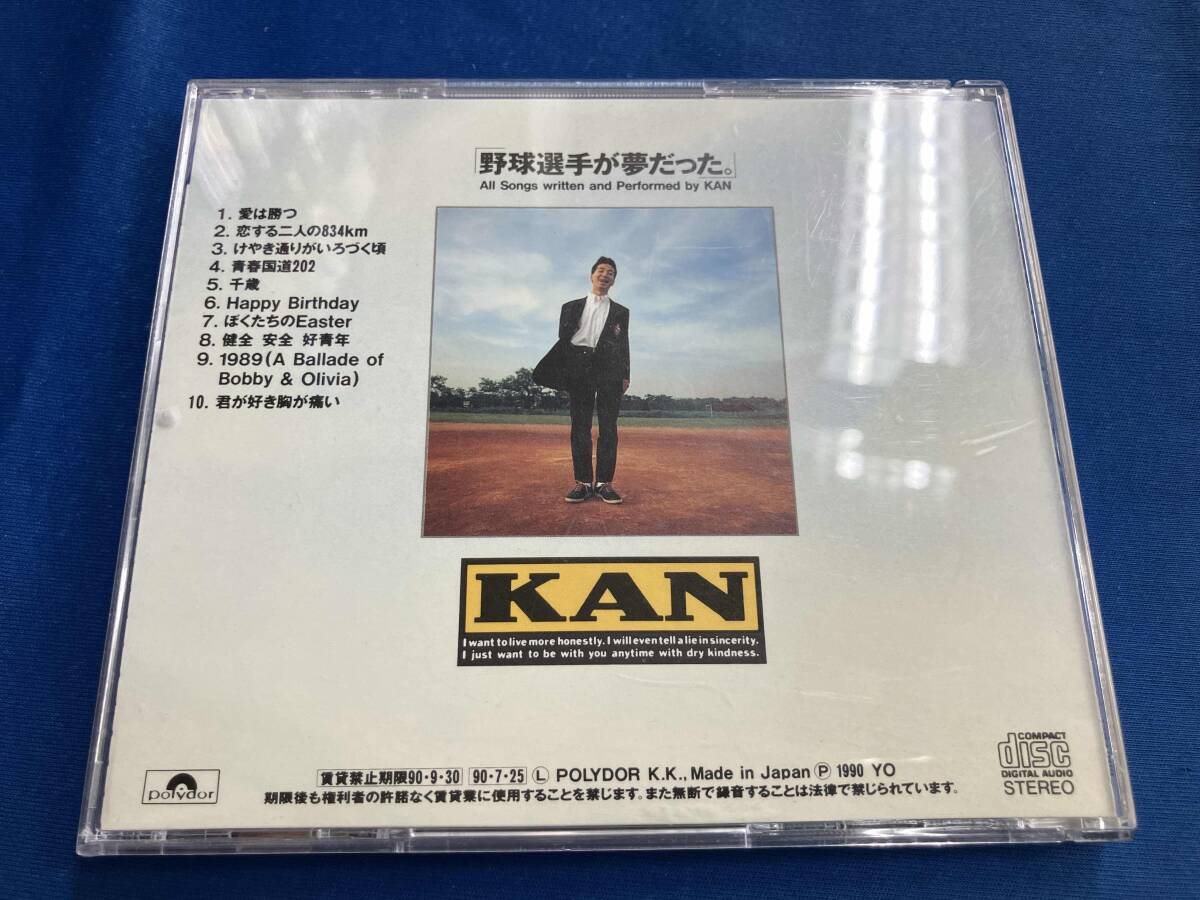 「野球選手が夢だった。」
All Songs written and Performed by KAN
1. 愛は勝つ
2. 恋する二人の834km
3. けやき通りがいろづく頃
4. 青春国道202
5. 千歳
6. Happy Birthday
7. ぼくたちのEaster
8. 健全 安全 好青年
9. 1989(A Ballade of
Bobby & Olivia)
10. 君が好き胸が痛い
KAN
I want to live more honestly. I will even tell a lie in sincerity.
I just want to be with you anytime with dry kindness.
polydor
賃貸禁止期限90・9・30 90・7・25 Ⓛ POLYDOR K.K., Made in Japan Ⓟ 1990 YO
期限後も権利者の許諾なく賃貸業に使用することを禁じます。また無断で録音することは法律で禁じられています。
COMPACT
disc
DIGITAL AUDIO
STEREO